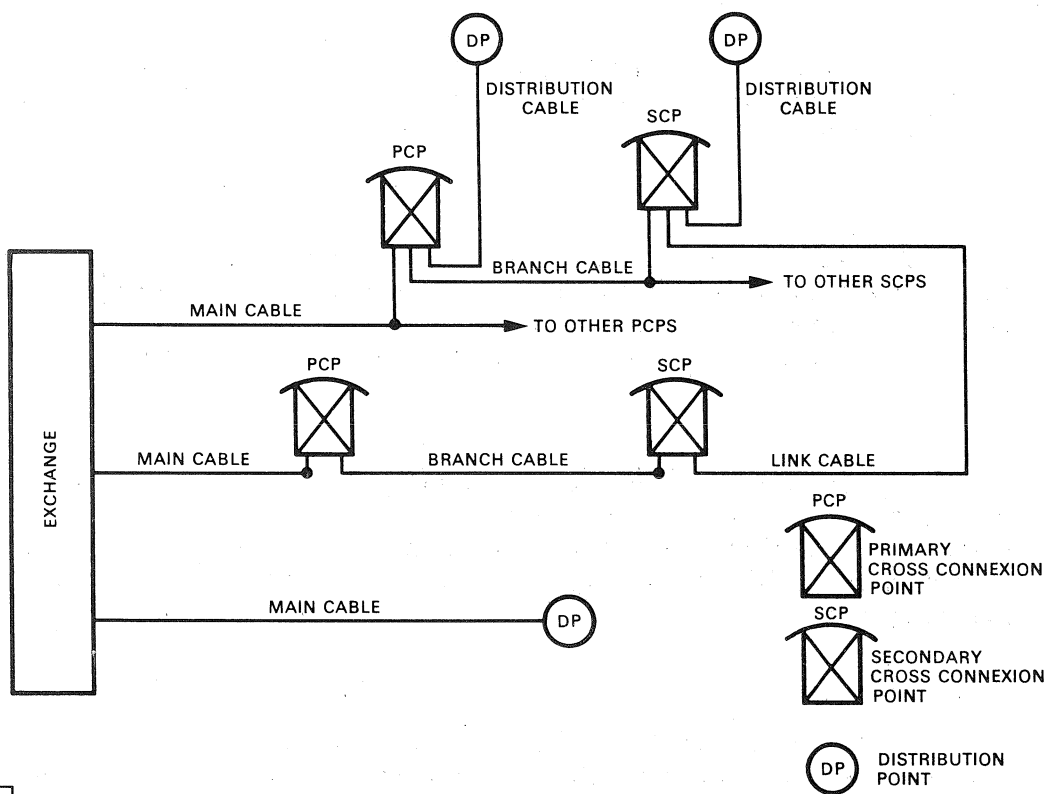 DP
DP
DISTRIBUTION
CABLE
DISTRIBUTION
CABLE
SCP
PCP
BRANCH CABLE
TO OTHER SCPS
MAIN CABLE
TO OTHER PCPS
PCP
SCP
MAIN CABLE
BRANCH CABLE
LINK CABLE
EXCHANGE
PCP
PRIMARY
CROSS CONNEXION
POINT
MAIN CABLE
DP
SCP
SECONDARY
CROSS CONNEXION
POINT
DP
DISTRIBUTION
POINT